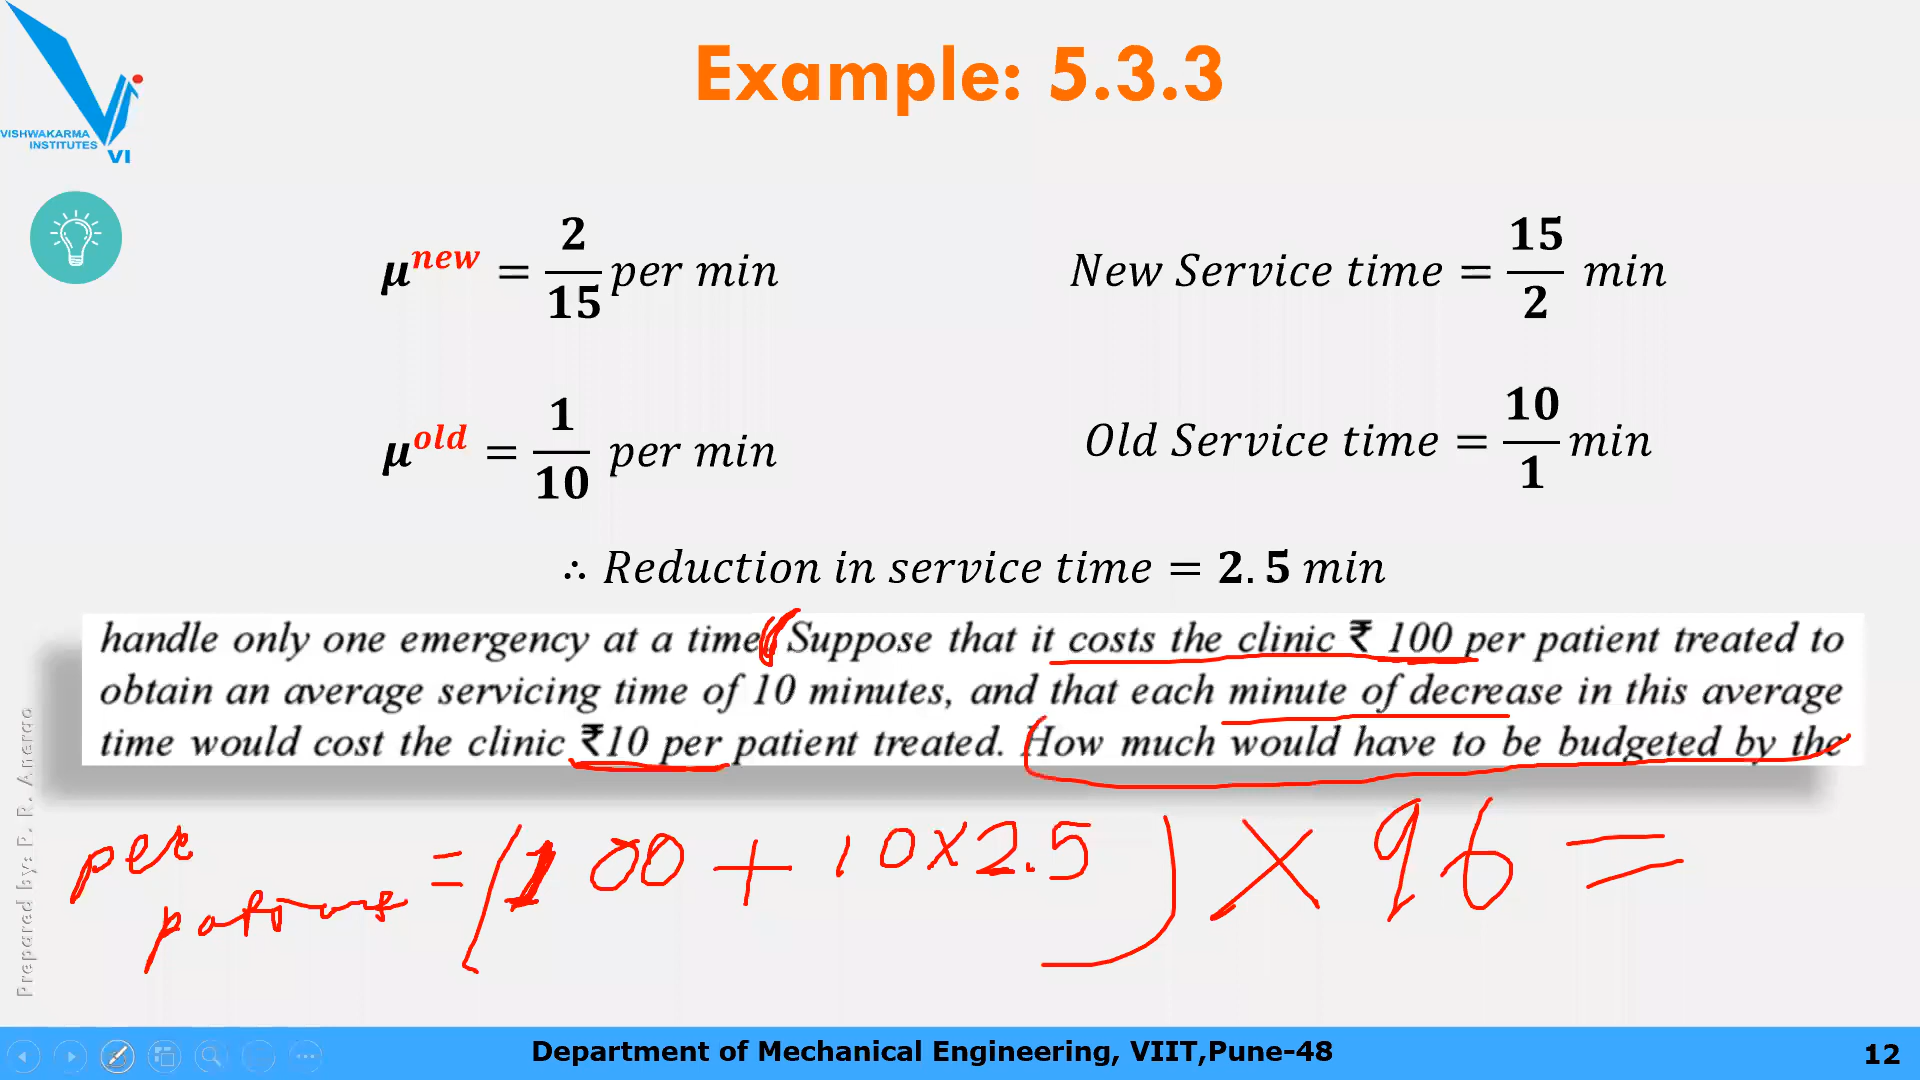 Example: 5.3.3
VISHWAKARMA
INSTITUTES
VI
μ^new = 2/15 per min
New Service time = 15/2 min
μ^old = 1/10 per min
Old Service time = 10/1 min
∴ Reduction in service time = 2.5 min
handle only one emergency at a time. Suppose that it costs the clinic ₹ 100 per patient treated to
obtain an average servicing time of 10 minutes, and that each minute of decrease in this average
time would cost the clinic ₹10 per patient treated. How much would have to be budgeted by the
per
= (100 + 10 × 2.5) × 96 =
Prepared by: P. R. Anerao
Department of Mechanical Engineering, VIIT,Pune-48
12